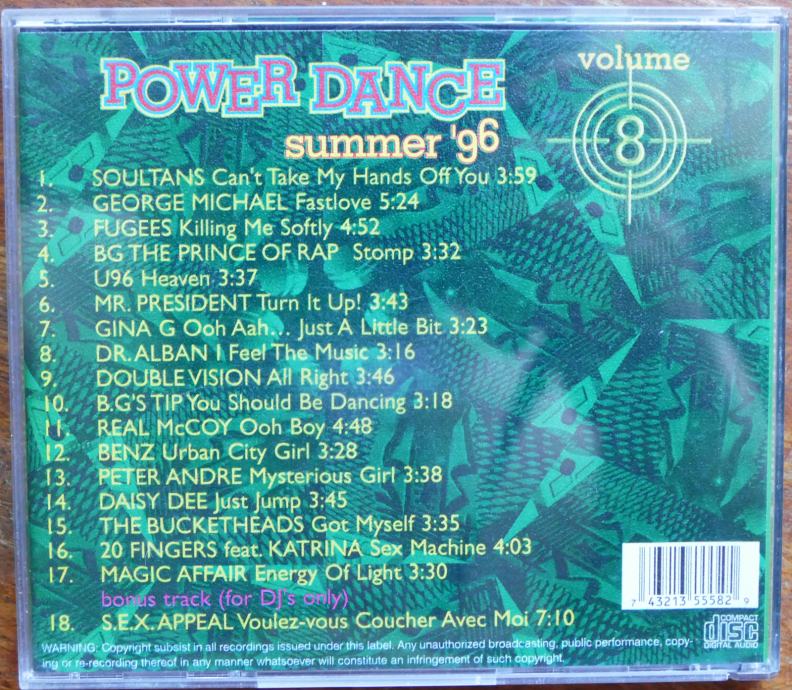 POWER DANCE
volume
summer '96
8
1. SOULTANS Can't Take My Hands Off You 3:59
2. GEORGE MICHAEL Fastlove 5:24
3. FUGEES Killing Me Softly 4:52
4. BG THE PRINCE OF RAP Stomp 3:32
5. U96 Heaven 3:37
6. MR. PRESIDENT Turn It Up! 3:43
7. GINA G Ooh Aah... Just A Little Bit 3:23
8. DR. ALBAN I Feel The Music 3:16
9. DOUBLE VISION All Right 3:46
10. B.G'S TIP You Should Be Dancing 3:18
11. REAL McCOY Ooh Boy 4:48
12. BENZ Urban City Girl 3:28
13. PETER ANDRE Mysterious Girl 3:38
14. DAISY DEE Just Jump 3:45
15. THE BUCKETHEADS Got Myself 3:35
16. 20 FINGERS feat. KATRINA Sex Machine 4:03
17. MAGIC AFFAIR Energy Of Light 3:30
bonus track (for DJ's only)
18. S.E.X. APPEAL Voulez-vous Coucher Avec Moi 7:10
7 43213 55582 9
COMPACT
disc
DIGITAL AUDIO
WARNING: Copyright subsist in all recordings issued under this label. Any unauthorized broadcasting, public performance, copy-
ing or re-recording thereof in any manner whatsoever will constitute an infringement of such copyright.